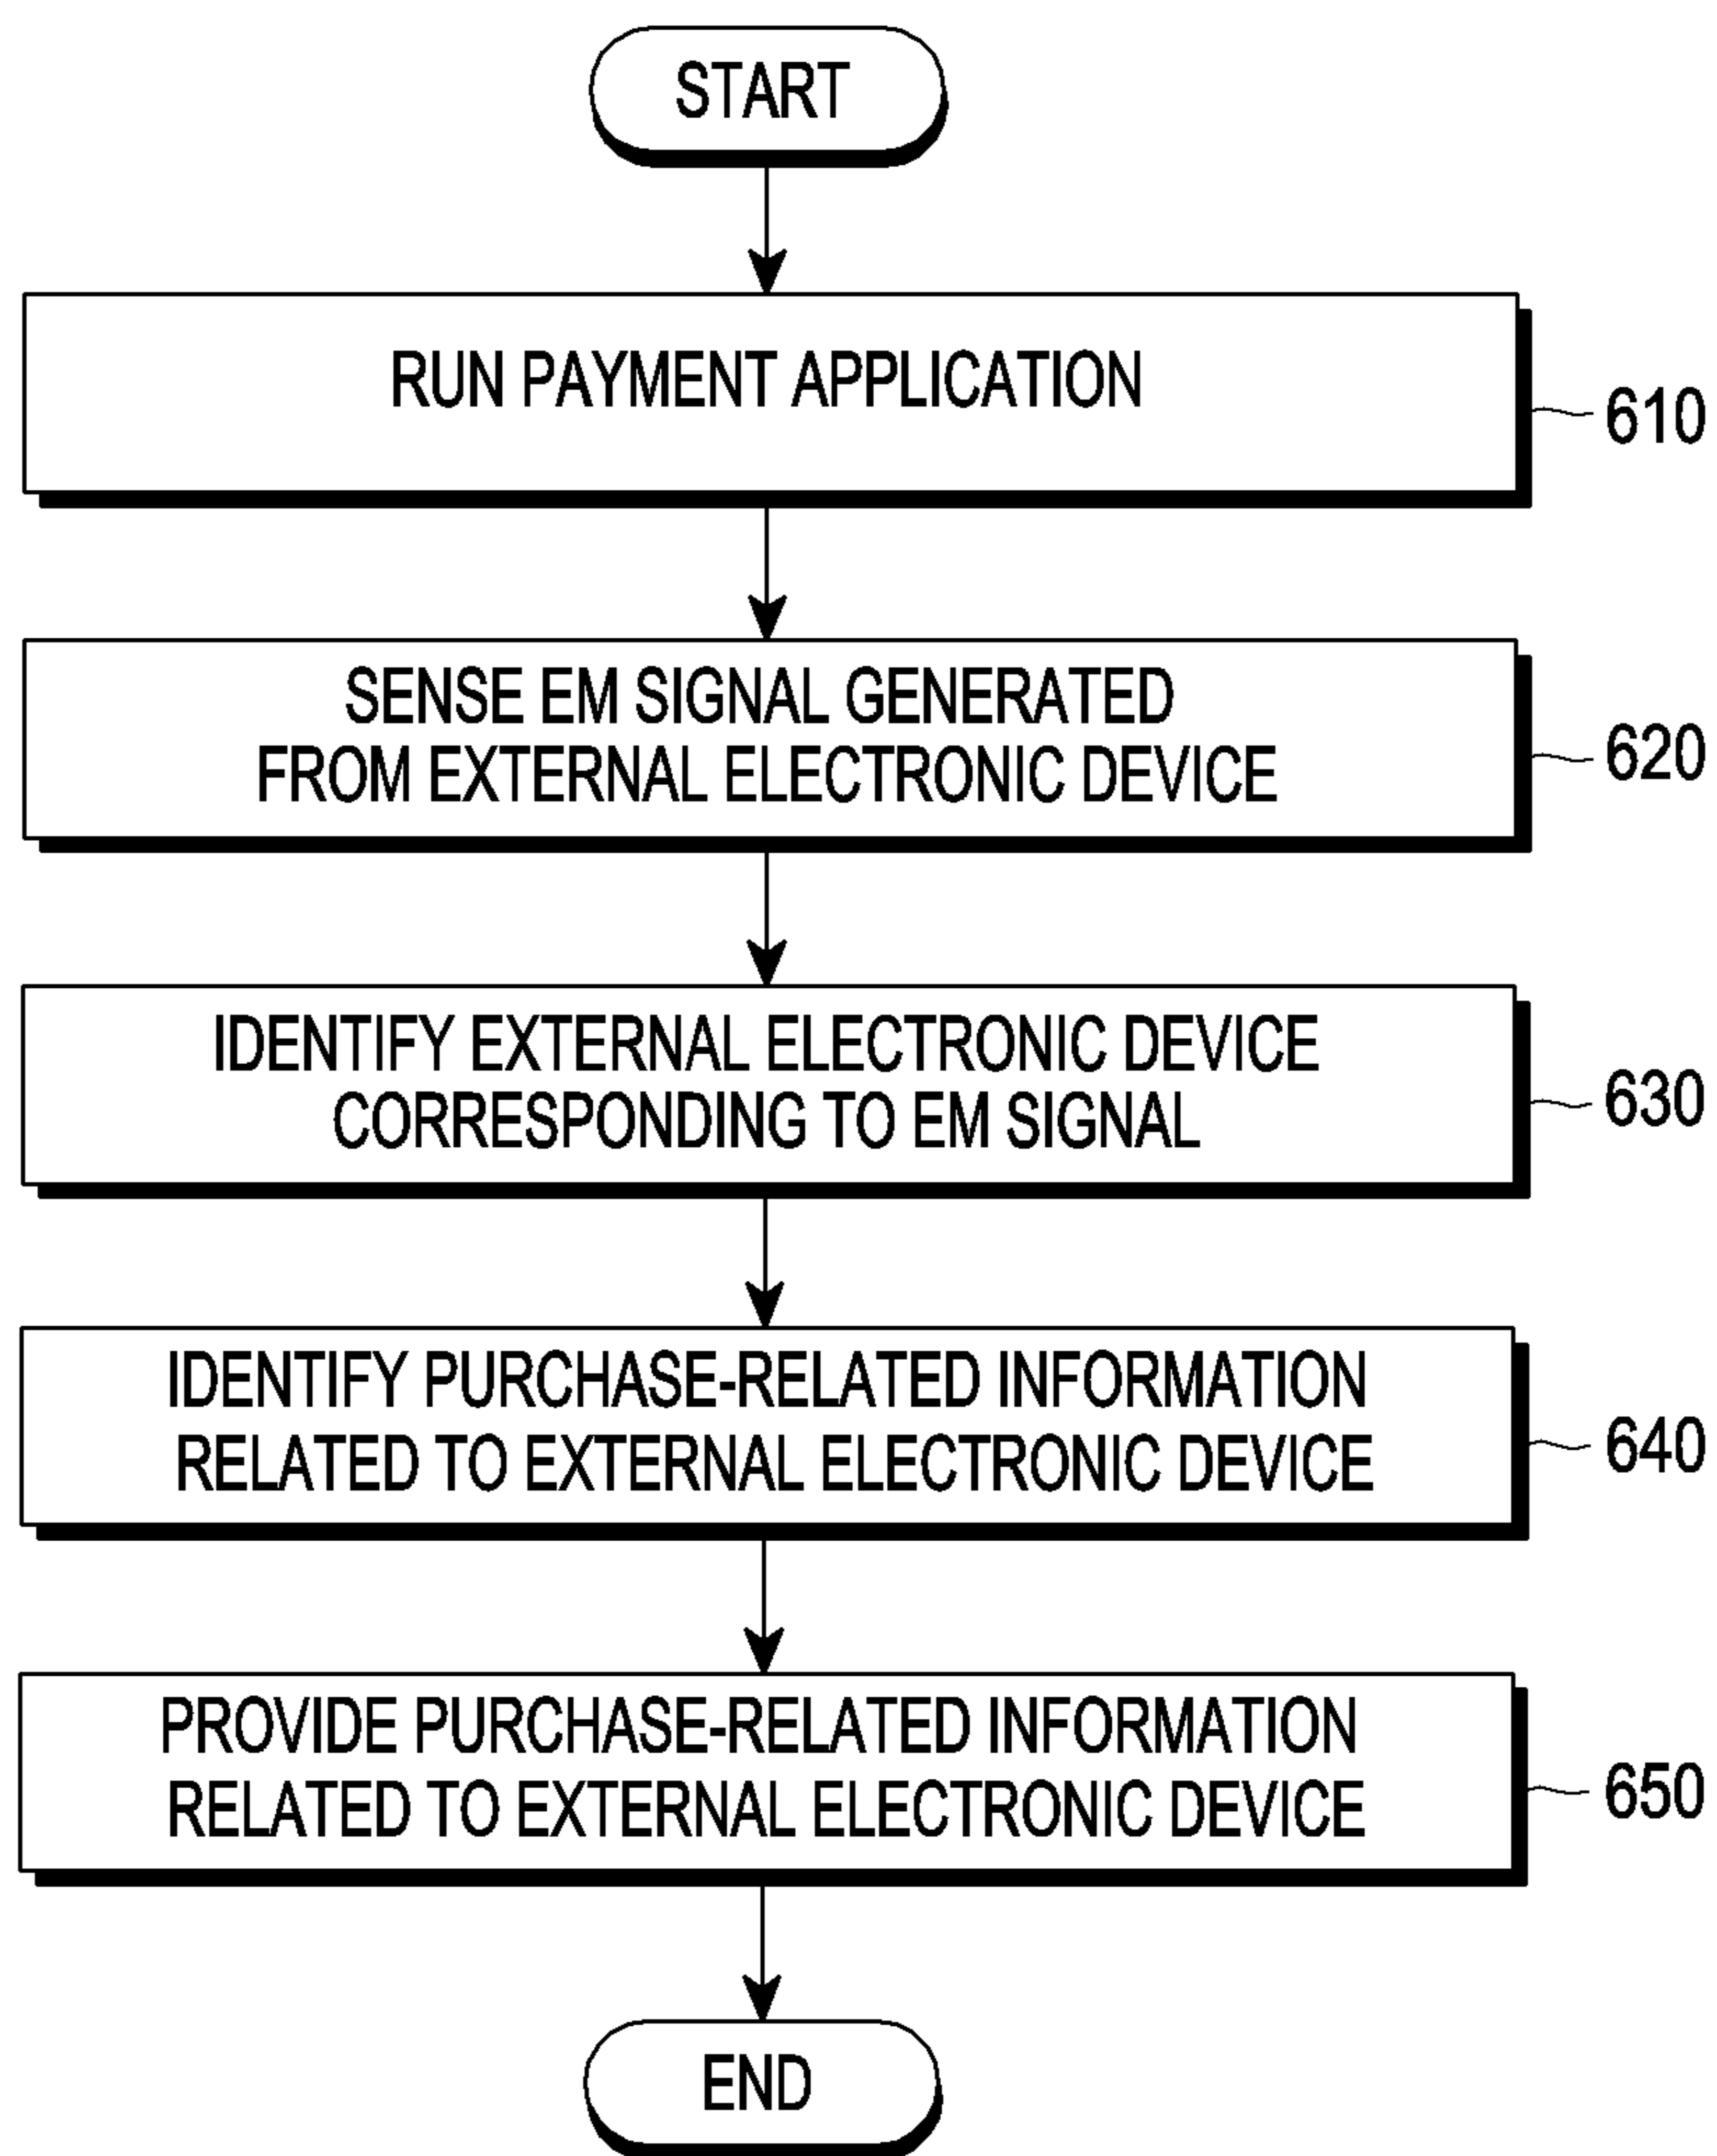 START
RUN PAYMENT APPLICATION
610
SENSE EM SIGNAL GENERATED
FROM EXTERNAL ELECTRONIC DEVICE
620
IDENTIFY EXTERNAL ELECTRONIC DEVICE
CORRESPONDING TO EM SIGNAL
630
IDENTIFY PURCHASE-RELATED INFORMATION
RELATED TO EXTERNAL ELECTRONIC DEVICE
640
PROVIDE PURCHASE-RELATED INFORMATION
RELATED TO EXTERNAL ELECTRONIC DEVICE
650
END